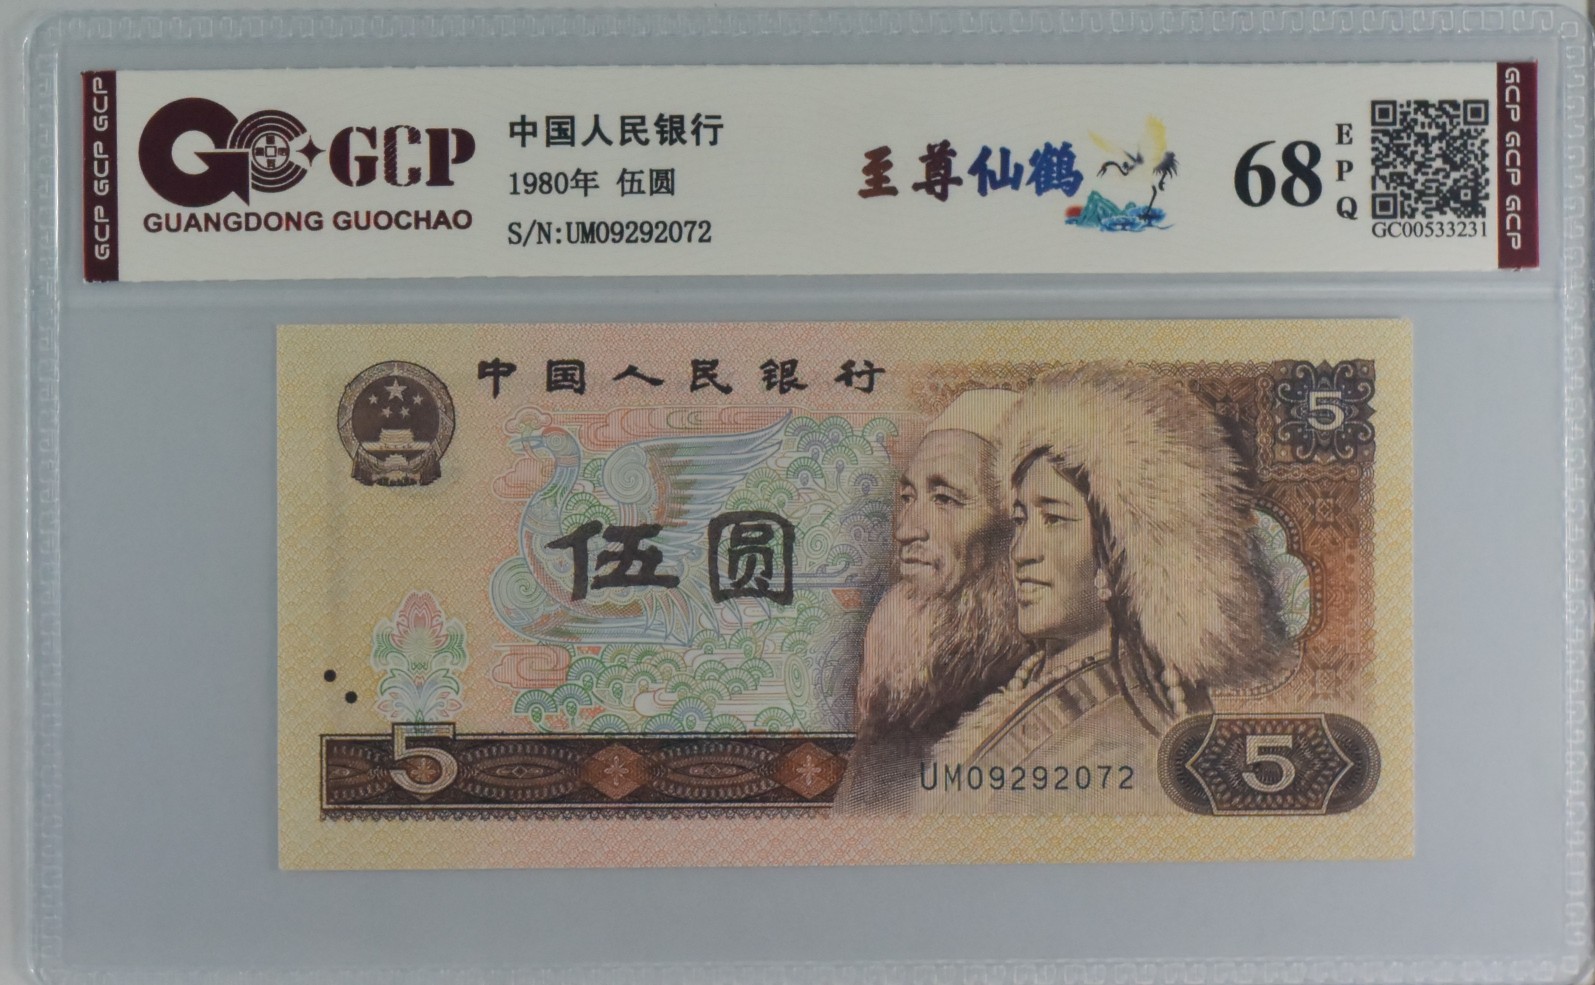 GCP GCP GCP
GCP
GUANGDONG GUOCHAO
中国人民银行
1980年 伍圆
S/N:UM09292072
至尊仙鹤
68
EPQ
GC00533231
GCP GCP GCP
中国人民银行
5
伍圆
5
UM09292072
5